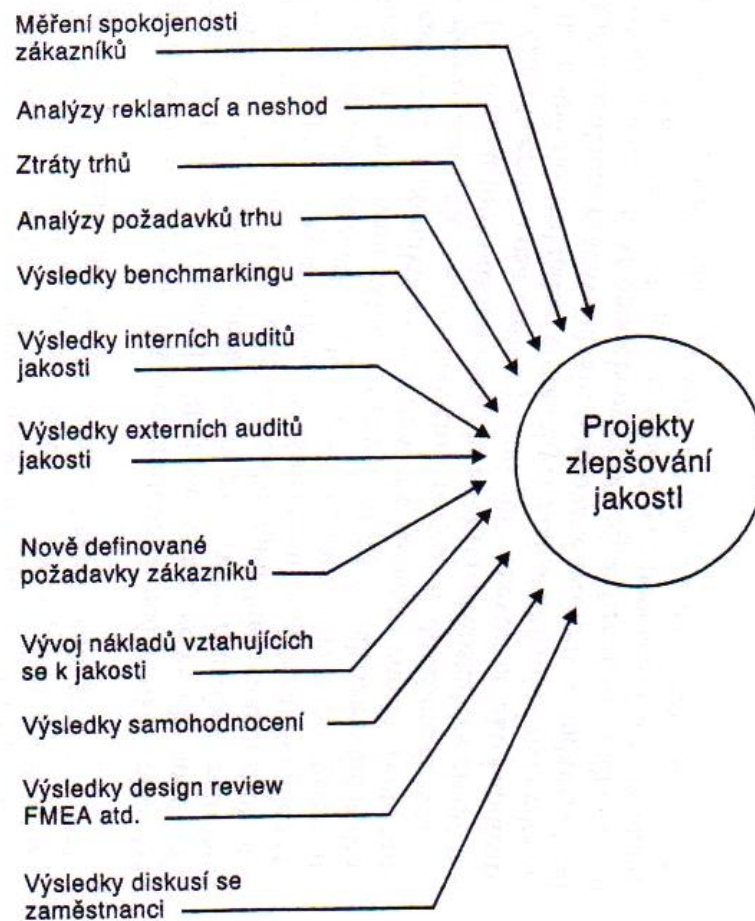 Měření spokojenosti
zákazníků
Analýzy reklamací a neshod
Ztráty trhů
Analýzy požadavků trhu
Výsledky benchmarkingu
Výsledky interních auditů
jakosti
Výsledky externích auditů
jakosti
Nově definované
požadavky zákazníků
Vývoj nákladů vztahujících
se k jakosti
Výsledky samohodnocení
Výsledky design review
FMEA atd.
Výsledky diskusí se
zaměstnanci
Projekty
zlepšování
jakostI